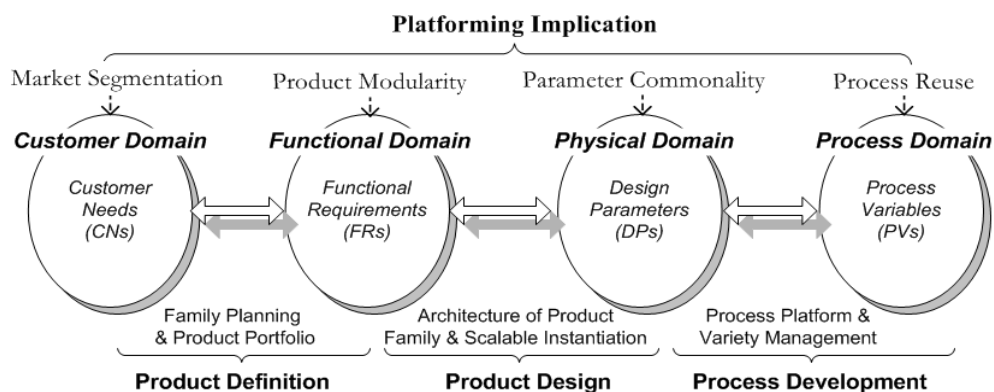 Platforming Implication
Market Segmentation
Product Modularity
Parameter Commonality
Process Reuse
Customer Domain
Functional Domain
Physical Domain
Process Domain
Customer
Needs
(CNs)
Functional
Requirements
(FRs)
Design
Parameters
(DPs)
Process
Variables
(PVs)
Family Planning
& Product Portfolio
Architecture of Product
Family & Scalable Instantiation
Process Platform &
Variety Management
Product Definition
Product Design
Process Development